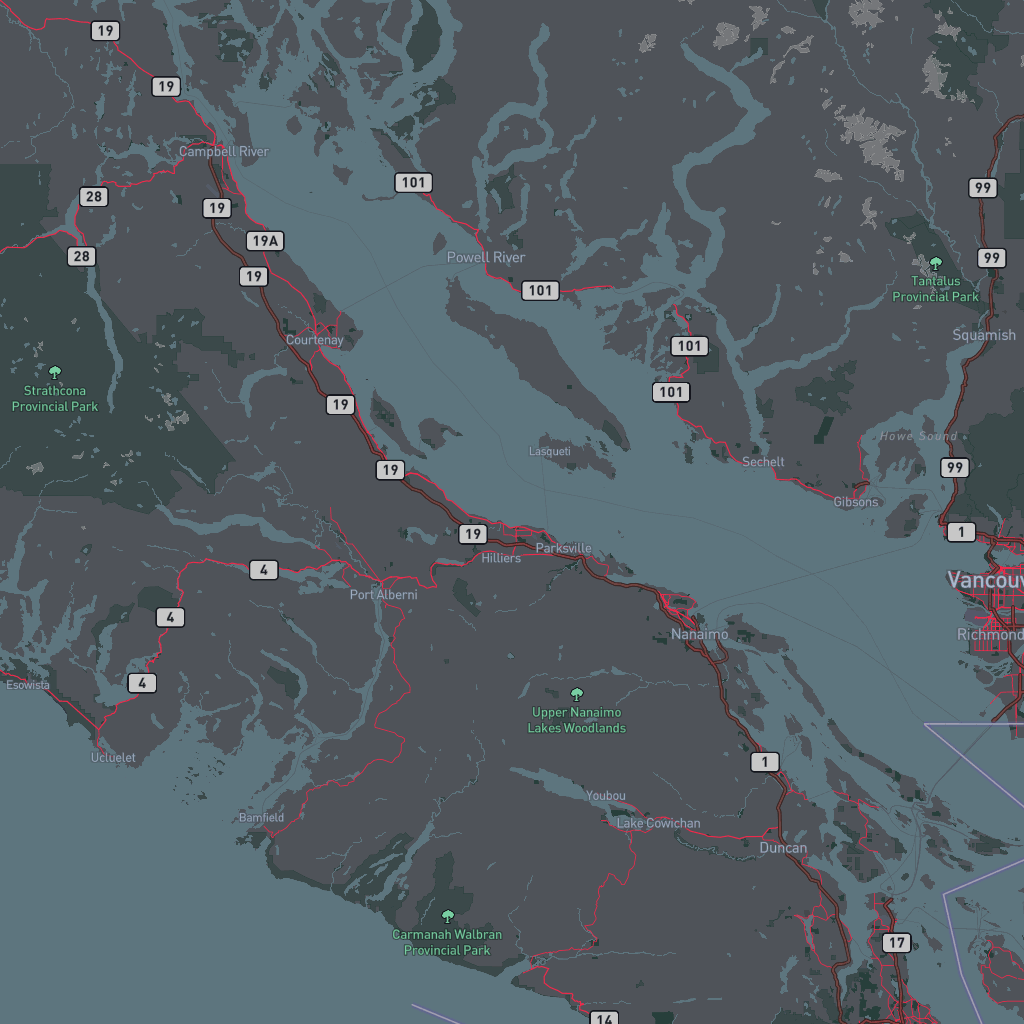 19
19
Campbell River
101
28
99
19
19A
28
Powell River
99
19
Tantalus
Provincial Park
101
Squamish
Courtenay
101
Strathcona
Provincial Park
101
19
Howe Sound
Lasqueti
Sechelt
19
99
Gibsons
19
1
Parksville
Hilliers
4
Vancouv
Port Alberni
4
Nanaimo
Richmond
Esowista
4
Upper Nanaimo
Lakes Woodlands
Ucluelet
1
Youbou
Bamfield
Lake Cowichan
Duncan
Carmanah Walbran
Provincial Park
17
14